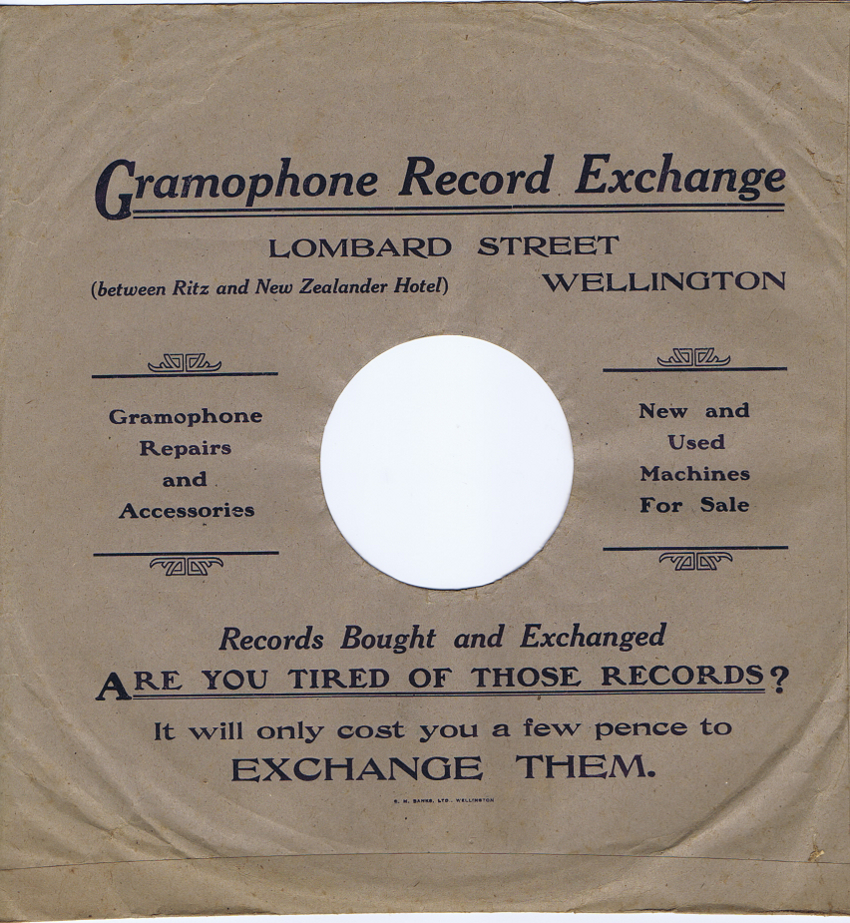 Gramophone Record Exchange
LOMBARD STREET
(between Ritz and New Zealander Hotel) WELLINGTON
Gramophone
Repairs
and
Accessories
New and
Used
Machines
For Sale
Records Bought and Exchanged
ARE YOU TIRED OF THOSE RECORDS?
It will only cost you a few pence to
EXCHANGE THEM.
LTD., WELLINGTON